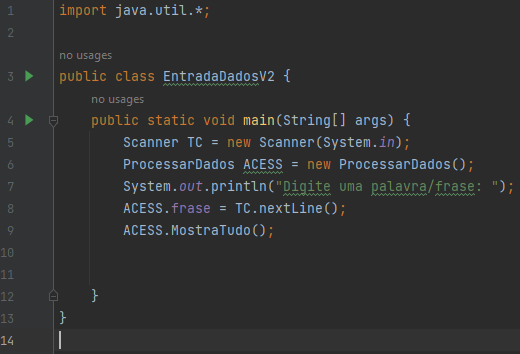 1 import java.util.*;
2
no usages
3 public class EntradaDadosV2 {
no usages
4 public static void main(String[] args) {
5 Scanner TC = new Scanner(System.in);
6 ProcessarDados ACESS = new ProcessarDados();
7 System.out.println("Digite uma palavra/frase: ");
8 ACESS.frase = TC.nextLine();
9 ACESS.MostraTudo();
10
11
12 }
13 }
14